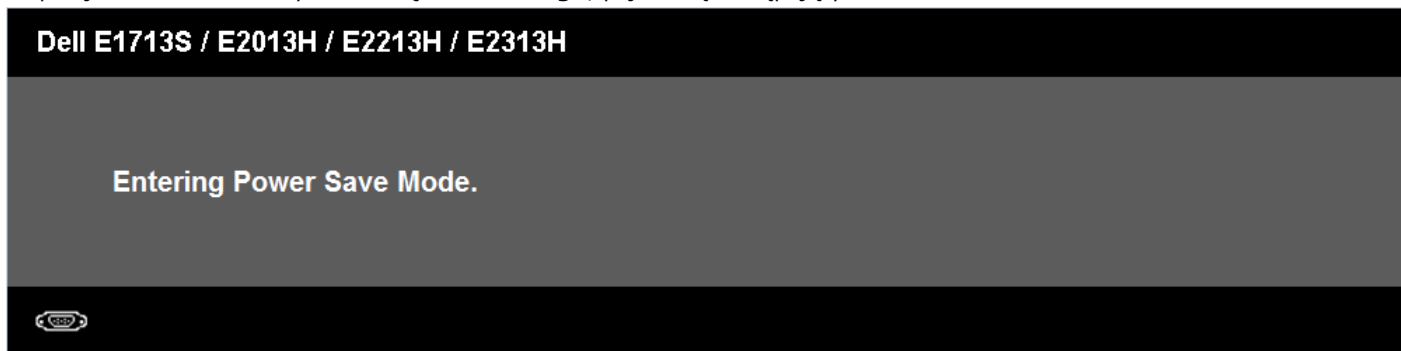 Dell E1713S / E2013H / E2213H / E2313H
Entering Power Save Mode.